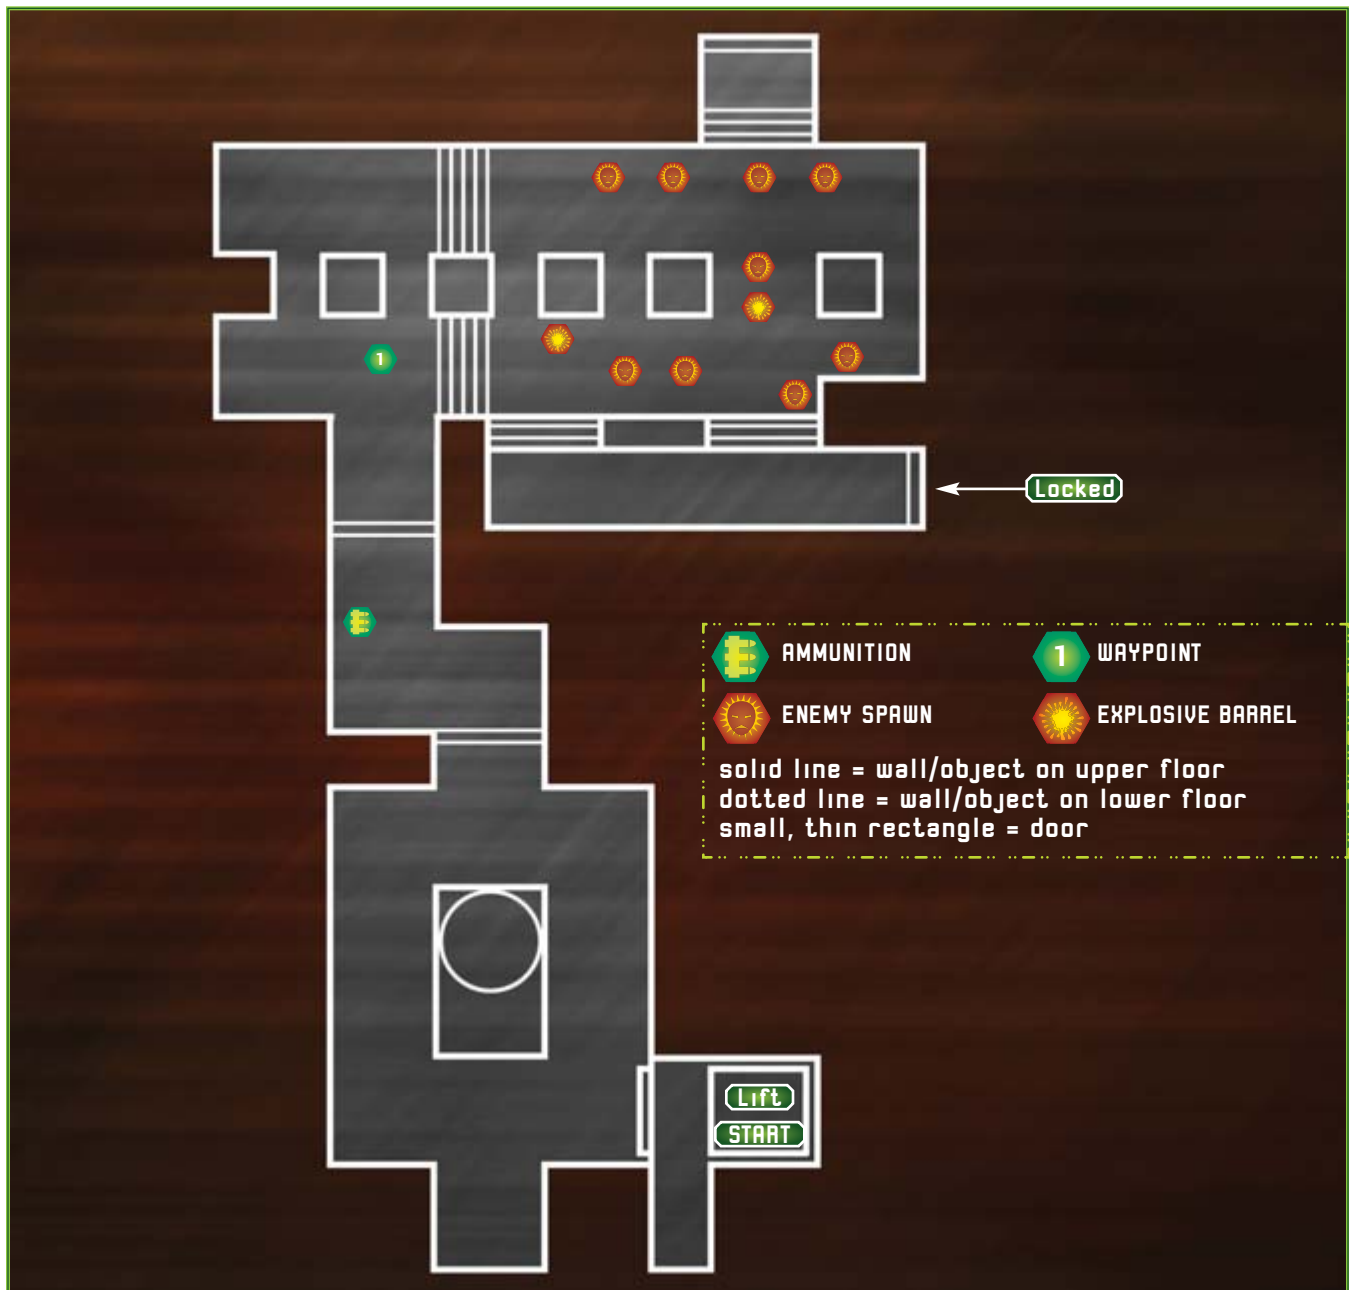 1
Locked
AMMUNITION
1 WAYPOINT
ENEMY SPAWN
EXPLOSIVE BARREL
solid line = wall/object on upper floor
dotted line = wall/object on lower floor
small, thin rectangle = door
Lift
START